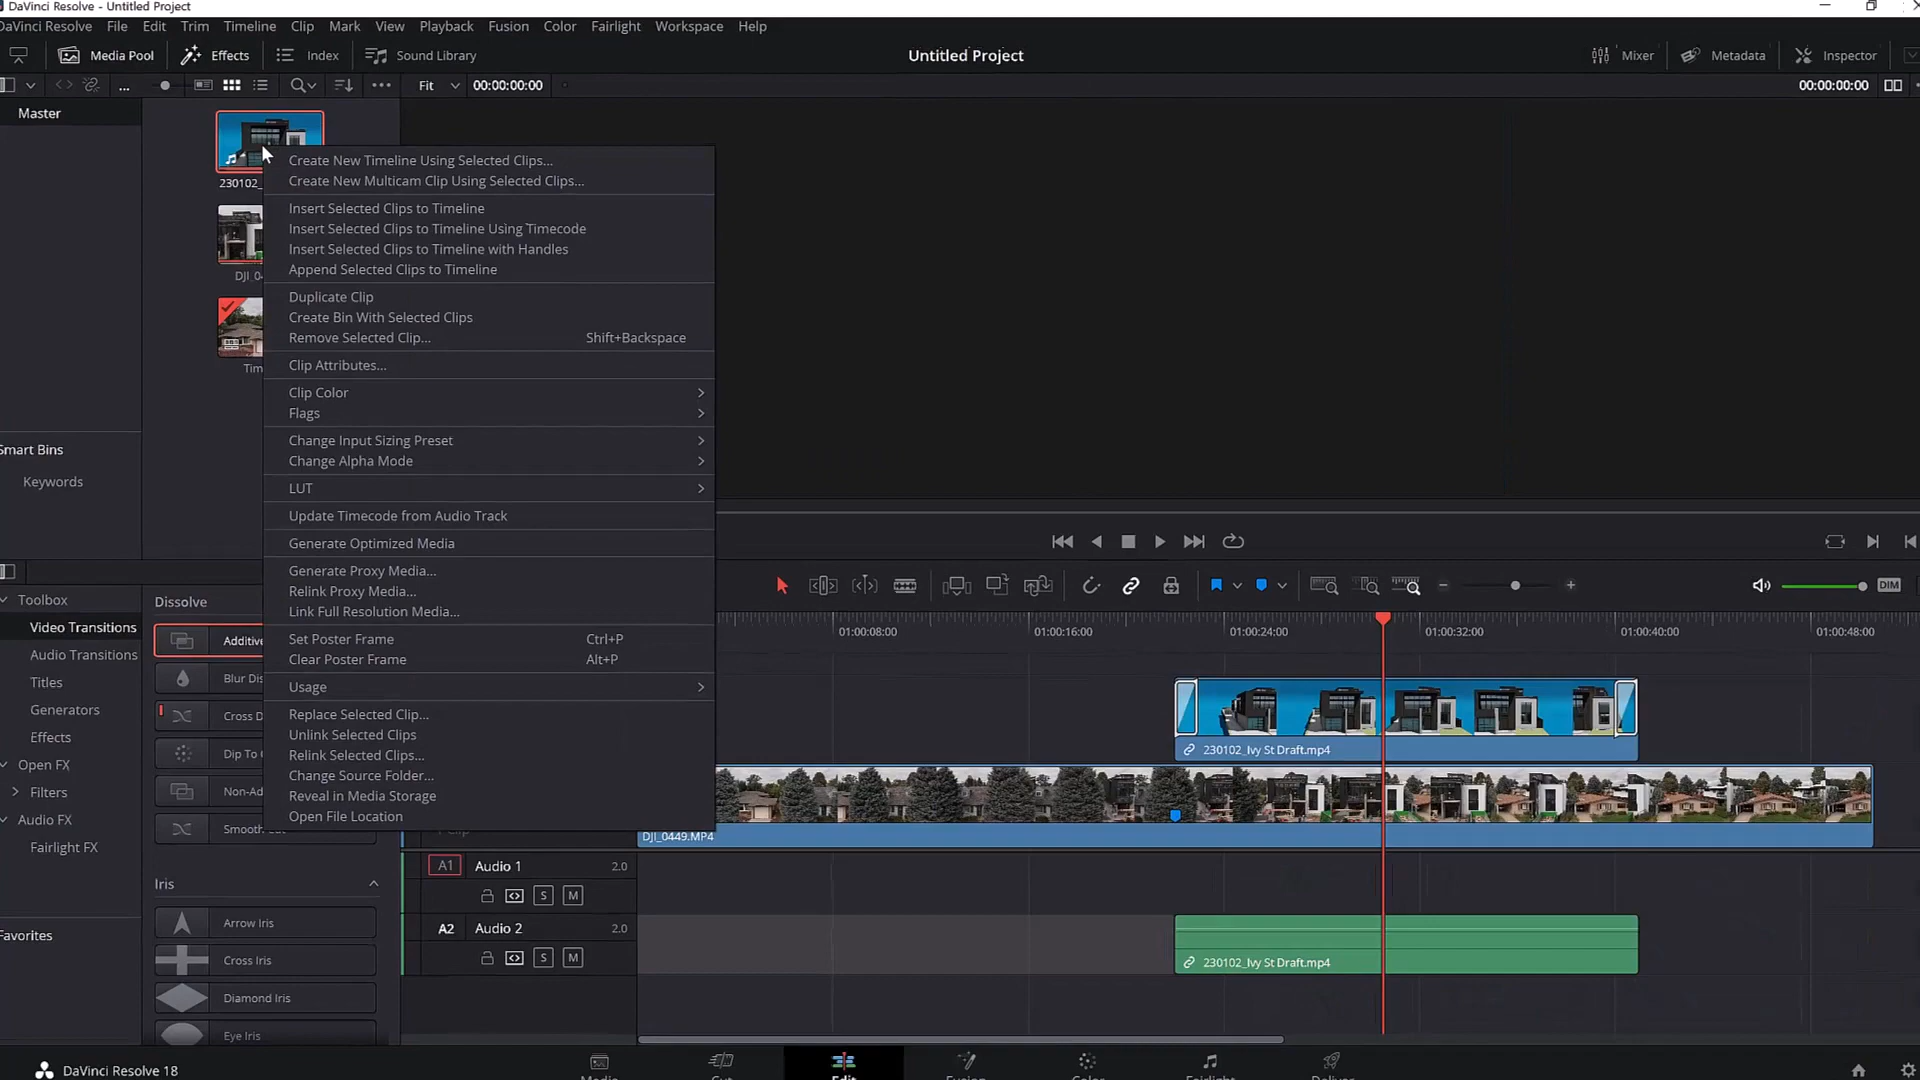 DaVinci Resolve - Untitled Project
DaVinci Resolve File Edit Trim Timeline Clip Mark View Playback Fusion Color Fairlight Workspace Help
Media Pool Effects Index Sound Library Untitled Project Mixer Metadata Inspector
... Fit 00:00:00:00 00:00:00:00
Master
230102_
DJI_0
Tim
Create New Timeline Using Selected Clips...
Create New Multicam Clip Using Selected Clips...
Insert Selected Clips to Timeline
Insert Selected Clips to Timeline Using Timecode
Insert Selected Clips to Timeline with Handles
Append Selected Clips to Timeline
Duplicate Clip
Create Bin With Selected Clips
Remove Selected Clip... Shift+Backspace
Clip Attributes...
Clip Color
Flags
Change Input Sizing Preset
Change Alpha Mode
LUT
Update Timecode from Audio Track
Generate Optimized Media
Generate Proxy Media...
Relink Proxy Media...
Link Full Resolution Media...
Set Poster Frame Ctrl+P
Clear Poster Frame Alt+P
Usage
Replace Selected Clip...
Unlink Selected Clips
Relink Selected Clips...
Change Source Folder...
Reveal in Media Storage
Open File Location
Smart Bins
Keywords
Toolbox
Video Transitions
Audio Transitions
Titles
Generators
Effects
Open FX
Filters
Audio FX
Fairlight FX
Favorites
Dissolve
Additive
Blur Dis
Cross D
Dip To
Non-Ad
Smooth Cut
Iris
Arrow Iris
Cross Iris
Diamond Iris
Eye Iris
DIM
01:00:08:00 01:00:16:00 01:00:24:00 01:00:32:00 01:00:40:00 01:00:48:00
230102_Ivy St Draft.mp4
1 Clip
DJI_0449.MP4
A1 Audio 1 2.0
S M
A2 Audio 2 2.0
S M
230102_Ivy St Draft.mp4
DaVinci Resolve 18
Media Cut Edit Fusion Color Fairlight Deliver